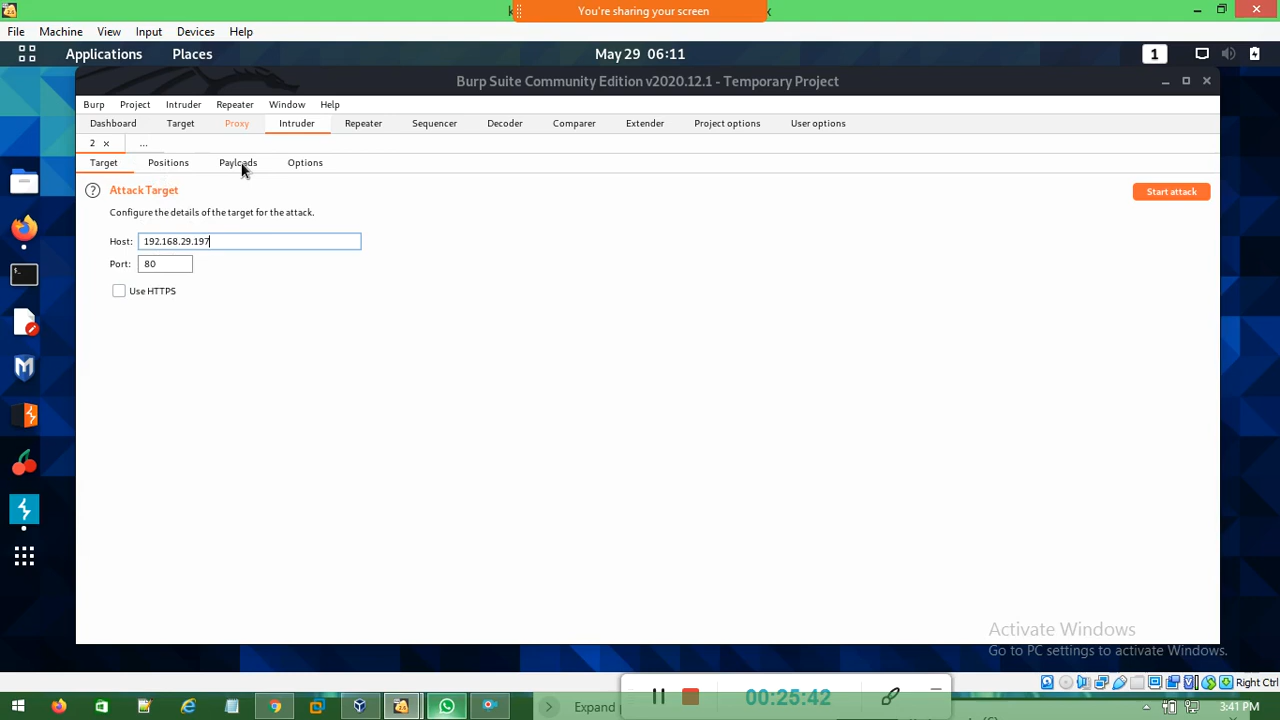 You're sharing your screen
File Machine View Input Devices Help
Applications Places May 29 06:11 1
Burp Suite Community Edition v2020.12.1 - Temporary Project
Burp Project Intruder Repeater Window Help
Dashboard Target Proxy Intruder Repeater Sequencer Decoder Comparer Extender Project options User options
2 × ...
Target Positions Payloads Options
? Attack Target Start attack
Configure the details of the target for the attack.
Host: 192.168.29.197
Port: 80
Use HTTPS
Activate Windows
Go to PC settings to activate Windows.
Right Ctrl
00:25:42
Expand
3:41 PM